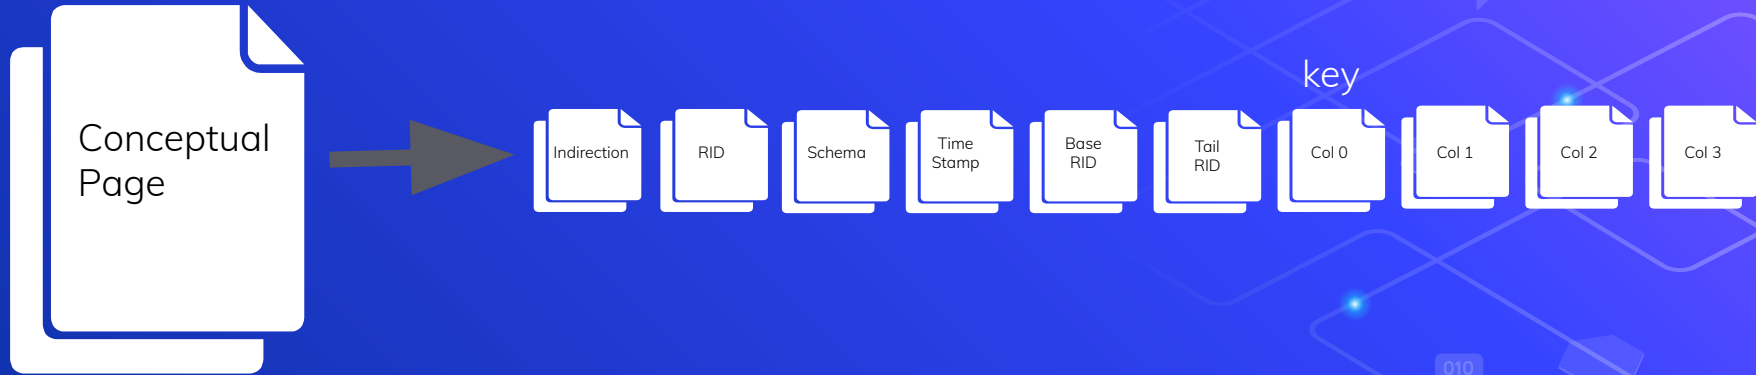 Conceptual
Page
Indirection
RID
Schema
Time
Stamp
Base
RID
Tail
RID
key
Col 0
Col 1
Col 2
Col 3
010